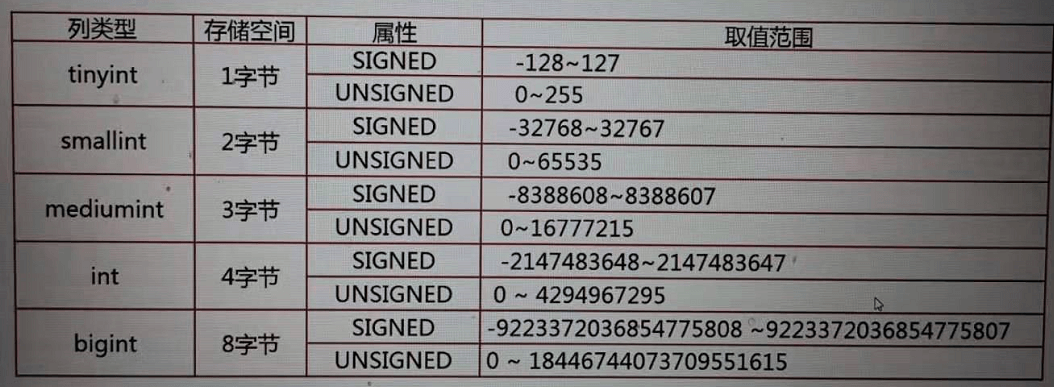 列类型 存储空间 属性 取值范围
tinyint 1字节 SIGNED -128~127
UNSIGNED 0~255
smallint 2字节 SIGNED -32768~32767
UNSIGNED 0~65535
mediumint 3字节 SIGNED -8388608~8388607
UNSIGNED 0~16777215
int 4字节 SIGNED -2147483648~2147483647
UNSIGNED 0 ~ 4294967295
bigint 8字节 SIGNED -9223372036854775808 ~9223372036854775807
UNSIGNED 0 ~ 18446744073709551615